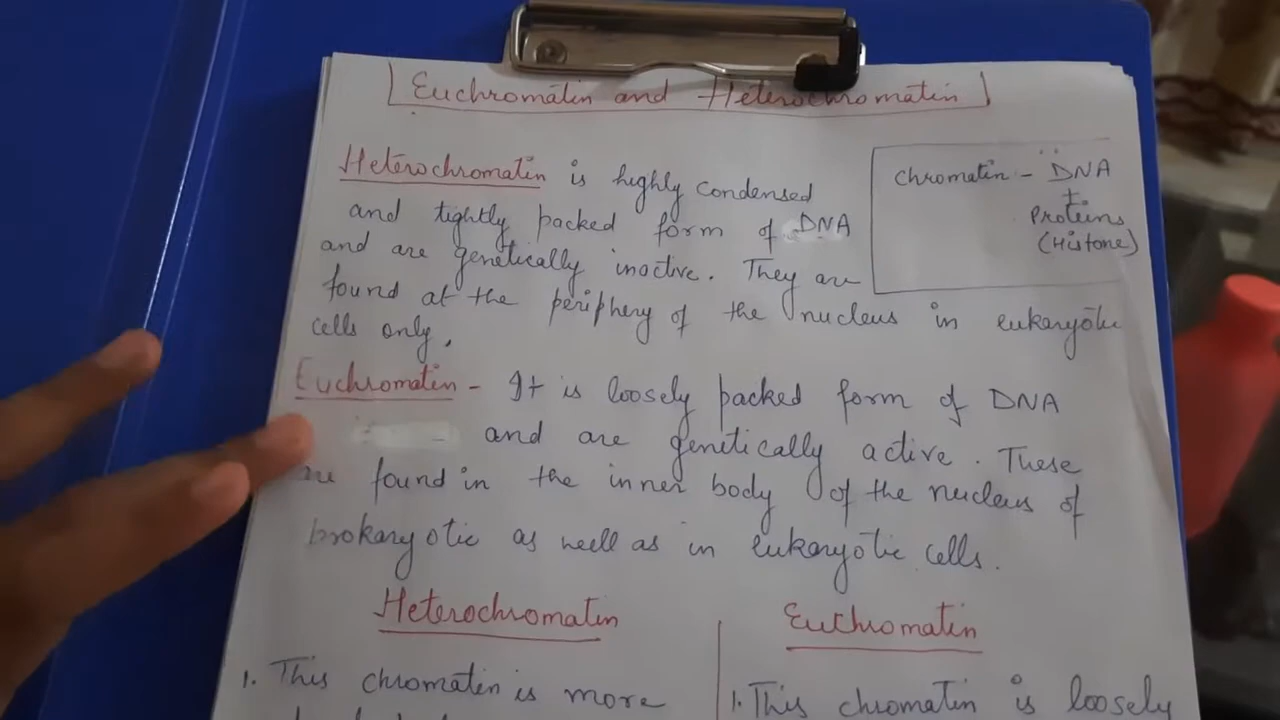 Euchromatin and Heterochromatin
Heterochromatin is highly condensed
and tightly packed form of DNA
and are genetically inactive. They are
found at the periphery of the nucleus in eukaryotic
cells only.
Chromatin - DNA
+
Proteins
(Histone)
Euchromatin - It is loosely packed form of DNA
and are genetically active. These
are found in the inner body of the nucleus of
prokaryotic as well as in eukaryotic cells.
Heterochromatin
1. This chromatin is more
Euchromatin
1. This chromatin is loosely